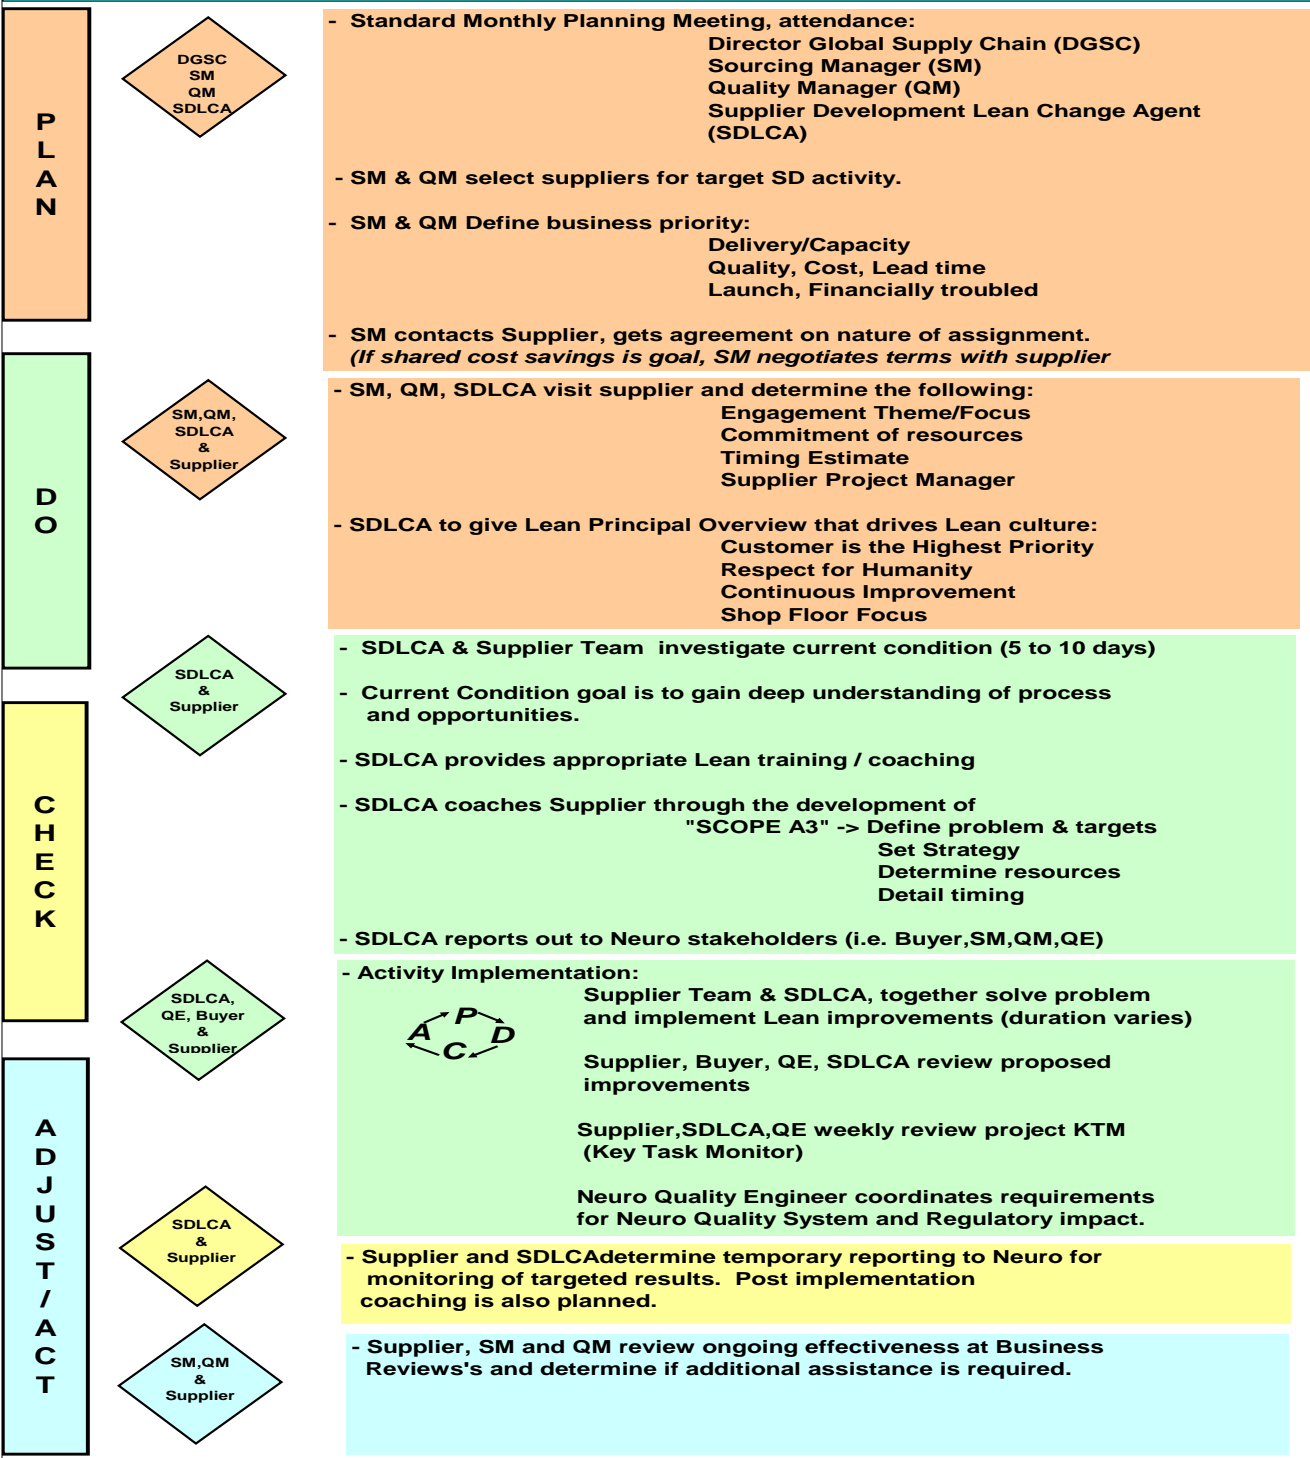 PLAN
DGSC
SM
QM
SDLCA
- Standard Monthly Planning Meeting, attendance:
Director Global Supply Chain (DGSC)
Sourcing Manager (SM)
Quality Manager (QM)
Supplier Development Lean Change Agent
(SDLCA)
- SM & QM select suppliers for target SD activity.
- SM & QM Define business priority:
Delivery/Capacity
Quality, Cost, Lead time
Launch, Financially troubled
- SM contacts Supplier, gets agreement on nature of assignment.
(If shared cost savings is goal, SM negotiates terms with supplier
DO
SM,QM,
SDLCA
&
Supplier
- SM, QM, SDLCA visit supplier and determine the following:
Engagement Theme/Focus
Commitment of resources
Timing Estimate
Supplier Project Manager
- SDLCA to give Lean Principal Overview that drives Lean culture:
Customer is the Highest Priority
Respect for Humanity
Continuous Improvement
Shop Floor Focus
SDLCA
&
Supplier
- SDLCA & Supplier Team investigate current condition (5 to 10 days)
- Current Condition goal is to gain deep understanding of process
and opportunities.
- SDLCA provides appropriate Lean training / coaching
- SDLCA coaches Supplier through the development of
"SCOPE A3" -> Define problem & targets
Set Strategy
Determine resources
Detail timing
- SDLCA reports out to Neuro stakeholders (i.e. Buyer,SM,QM,QE)
CHECK
SDLCA,
QE, Buyer
&
Supplier
- Activity Implementation:
P
A D
C
Supplier Team & SDLCA, together solve problem
and implement Lean improvements (duration varies)
Supplier, Buyer, QE, SDLCA review proposed
improvements
Supplier,SDLCA,QE weekly review project KTM
(Key Task Monitor)
Neuro Quality Engineer coordinates requirements
for Neuro Quality System and Regulatory impact.
ADJUST/ACT
SDLCA
&
Supplier
- Supplier and SDLCAdetermine temporary reporting to Neuro for
monitoring of targeted results. Post implementation
coaching is also planned.
SM,QM
&
Supplier
- Supplier, SM and QM review ongoing effectiveness at Business
Reviews's and determine if additional assistance is required.